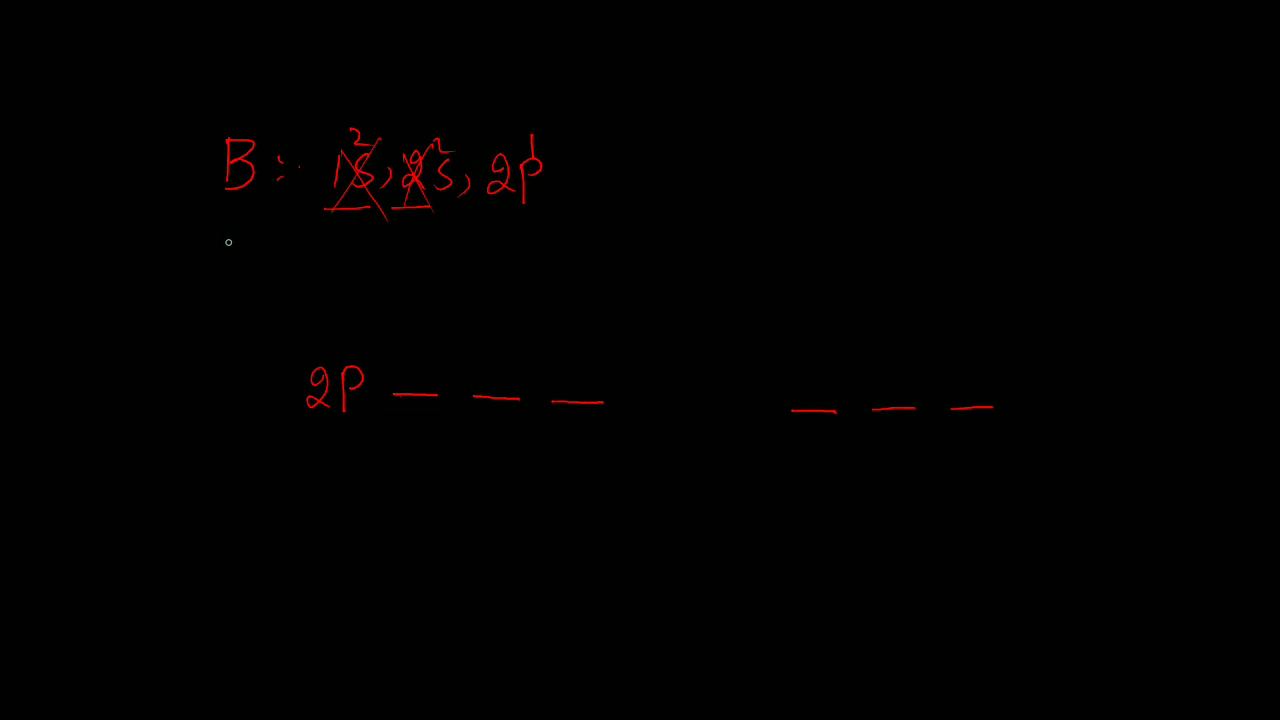 B: 1s², 2s², 2p¹
2P _ _ _ _ _ _